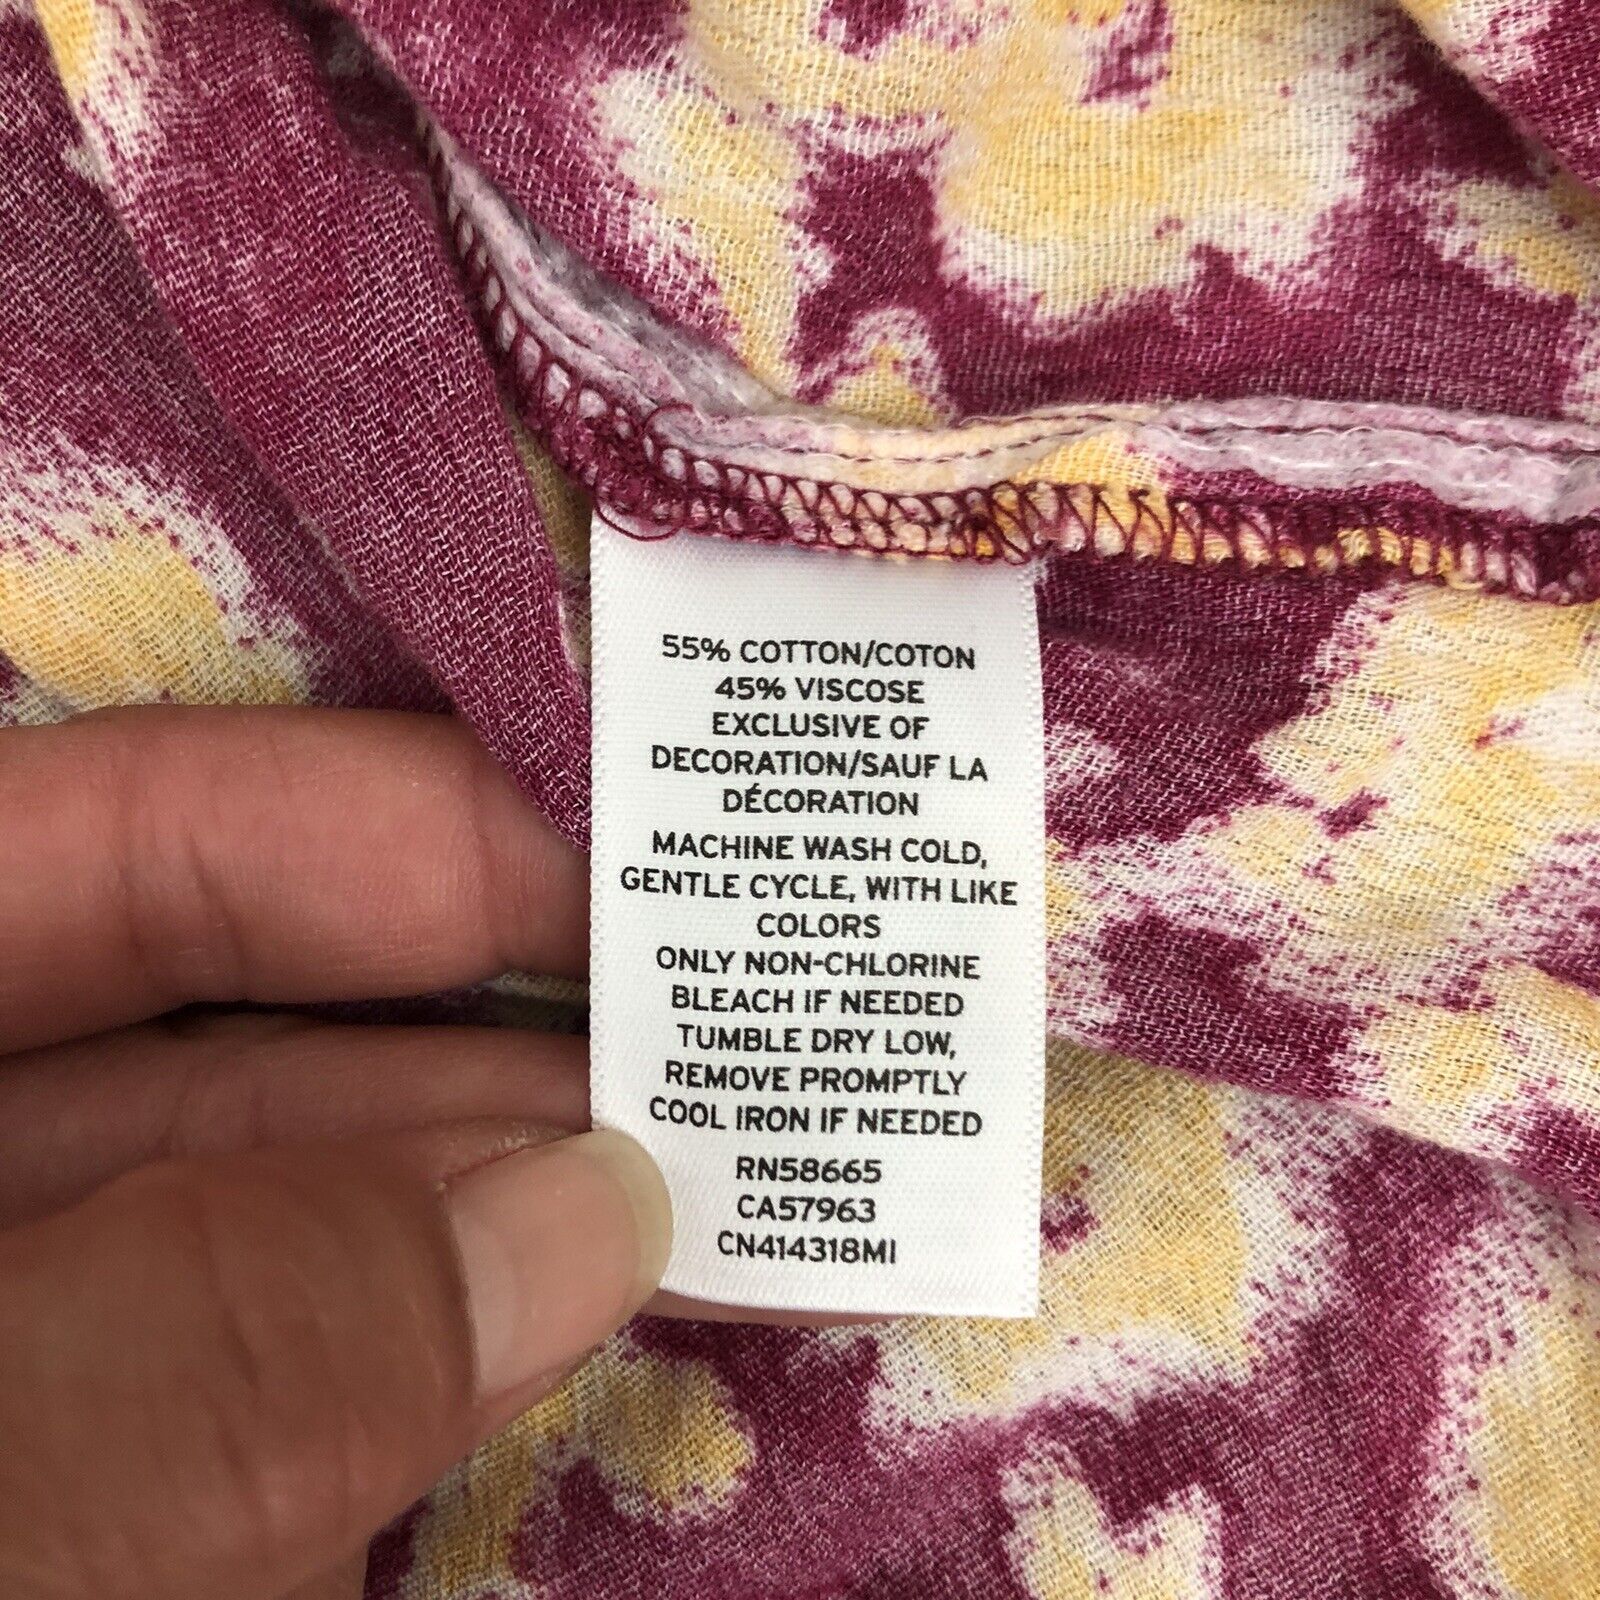 55% COTTON/COTON
45% VISCOSE
EXCLUSIVE OF
DECORATION/SAUF LA
DÉCORATION
MACHINE WASH COLD,
GENTLE CYCLE, WITH LIKE
COLORS
ONLY NON-CHLORINE
BLEACH IF NEEDED
TUMBLE DRY LOW,
REMOVE PROMPTLY
COOL IRON IF NEEDED
RN58665
CA57963
CN414318MI